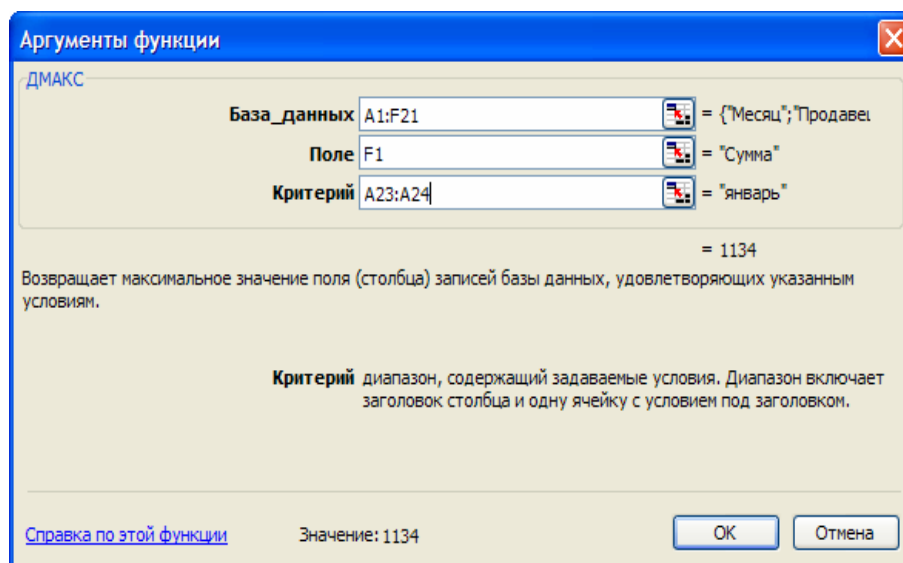 Аргументы функции
ДМАКС
База_данных A1:F21 = {"Месяц";"Продавец
Поле F1 = "Сумма"
Критерий A23:A24 = "январь"
= 1134
Возвращает максимальное значение поля (столбца) записей базы данных, удовлетворяющих указанным
условиям.
Критерий диапазон, содержащий задаваемые условия. Диапазон включает
заголовок столбца и одну ячейку с условием под заголовком.
Справка по этой функции Значение: 1134 OK Отмена